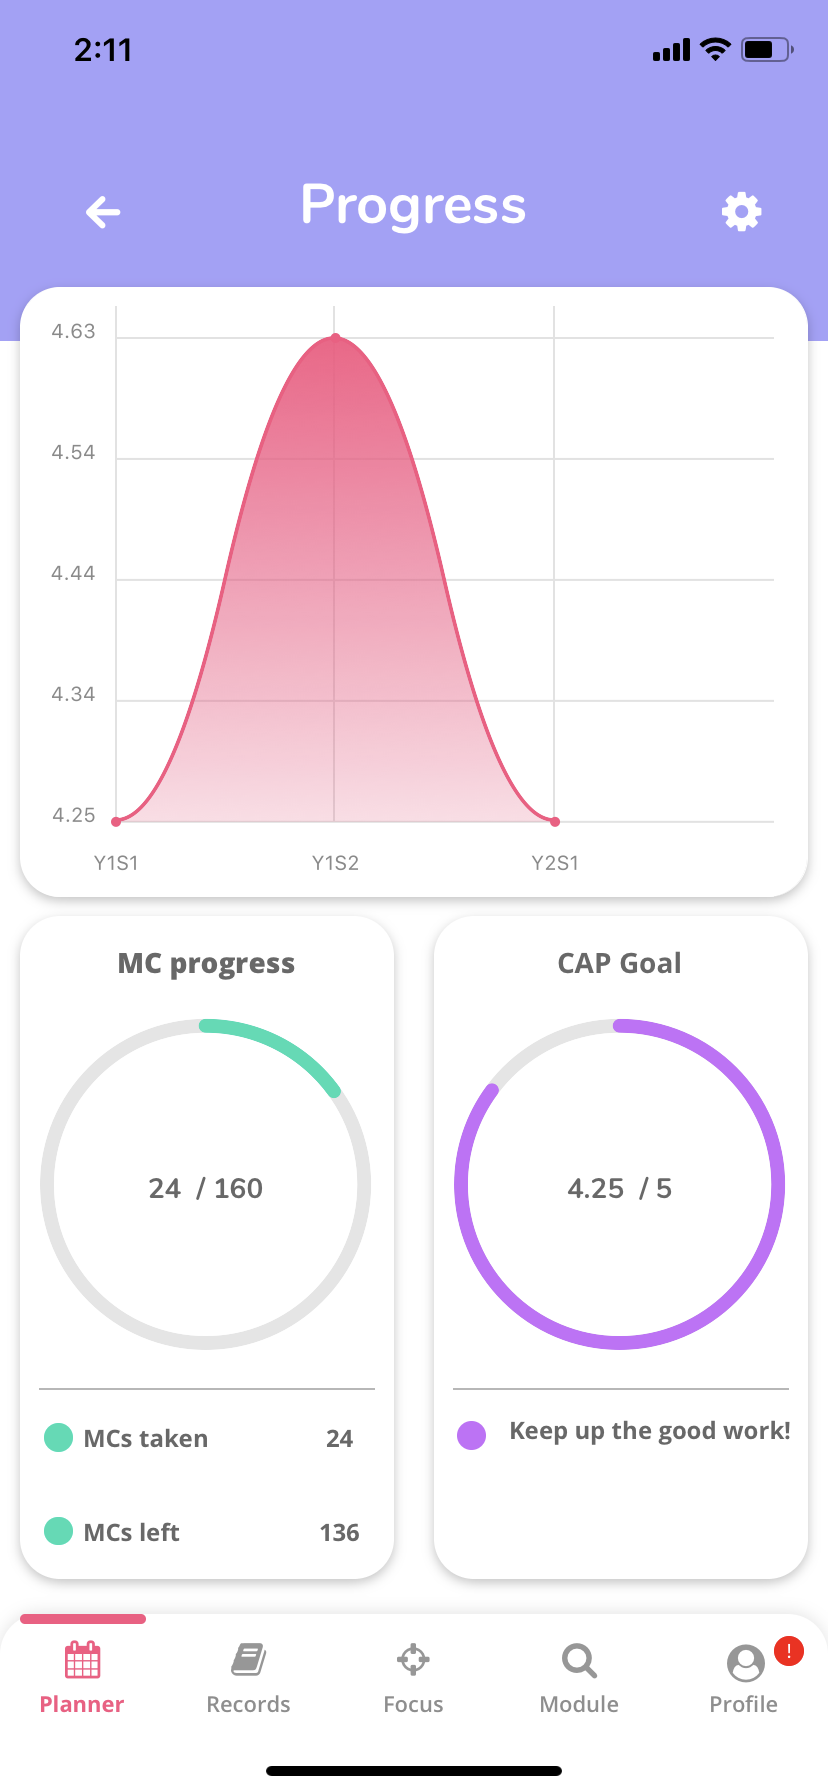 2:11
Progress
4.63
4.54
4.44
4.34
4.25
Y1S1 Y1S2 Y2S1
MC progress
24 / 160
MCs taken 24
MCs left 136
CAP Goal
4.25 / 5
Keep up the good work!
!
Planner Records Focus Module Profile